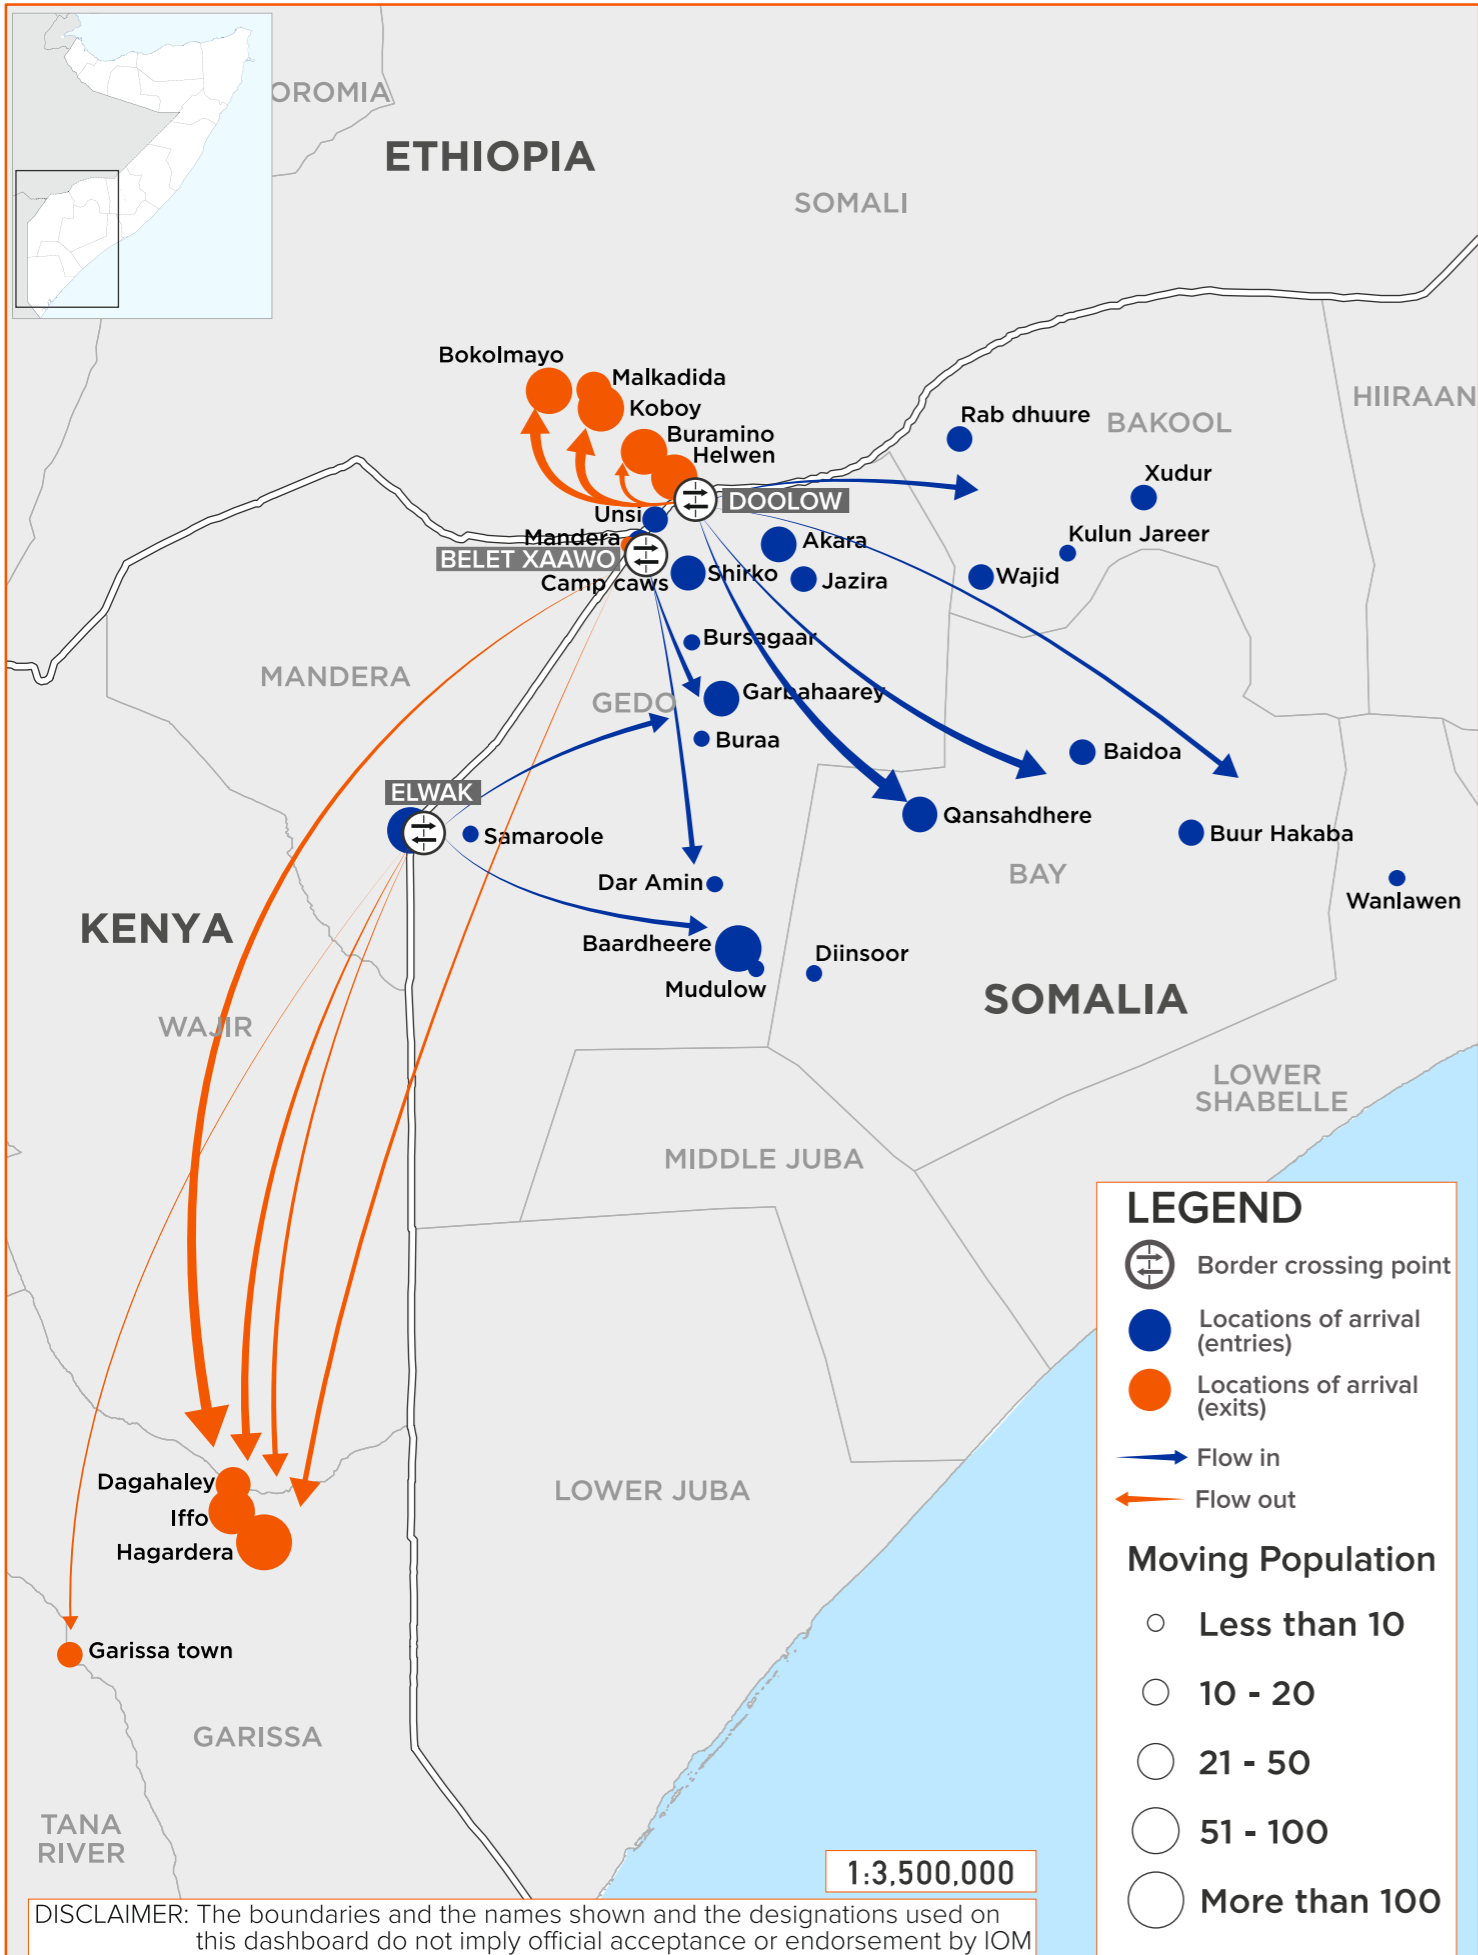 OROMIA
ETHIOPIA
SOMALI
Bokolmayo
Malkadida
Koboy
HIIRAAN
Rab dhuure
BAKOOL
Buramino
Helwen
Xudur
DOOLOW
Unsi
Mandera
Akara
Kulun Jareer
BELET XAAWO
Camp caws
Shirko
Jazira
Wajid
Bursagaar
MANDERA
GEDO
Garbahaarey
Buraa
Baidoa
ELWAK
Samaroole
Qansahdhere
Buur Hakaba
Dar Amin
BAY
Wanlawen
KENYA
Baardheere
Diinsoor
Mudulow
SOMALIA
WAJIR
LOWER
SHABELLE
MIDDLE JUBA
LEGEND
Border crossing point
Locations of arrival
(entries)
Locations of arrival
(exits)
Flow in
Flow out
Moving Population
Less than 10
10 - 20
21 - 50
51 - 100
More than 100
Dagahaley
Iffo
Hagardera
LOWER JUBA
Garissa town
GARISSA
TANA
RIVER
1:3,500,000
DISCLAIMER: The boundaries and the names shown and the designations used on
this dashboard do not imply official acceptance or endorsement by IOM